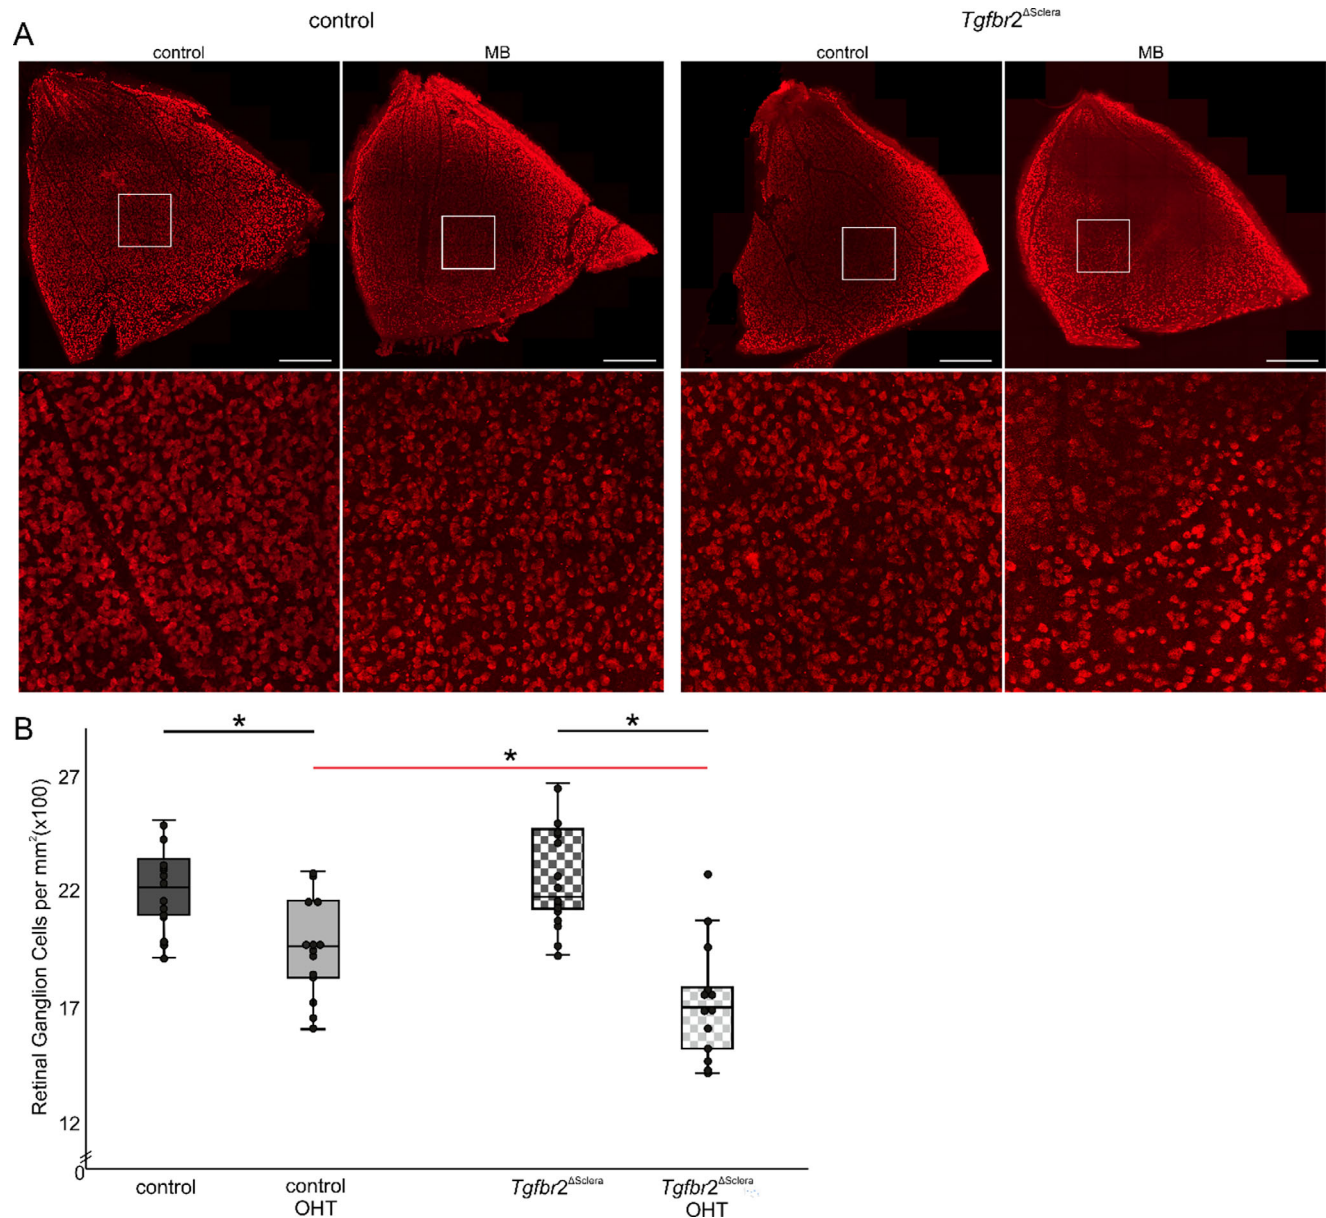 A
control
Tgfbr2ΔSclera
control
MB
control
MB
B
*
*
*
Retinal Ganglion Cells per mm²(x100)
27
22
17
12
0
control
control
OHT
Tgfbr2ΔSclera
Tgfbr2ΔSclera
OHT